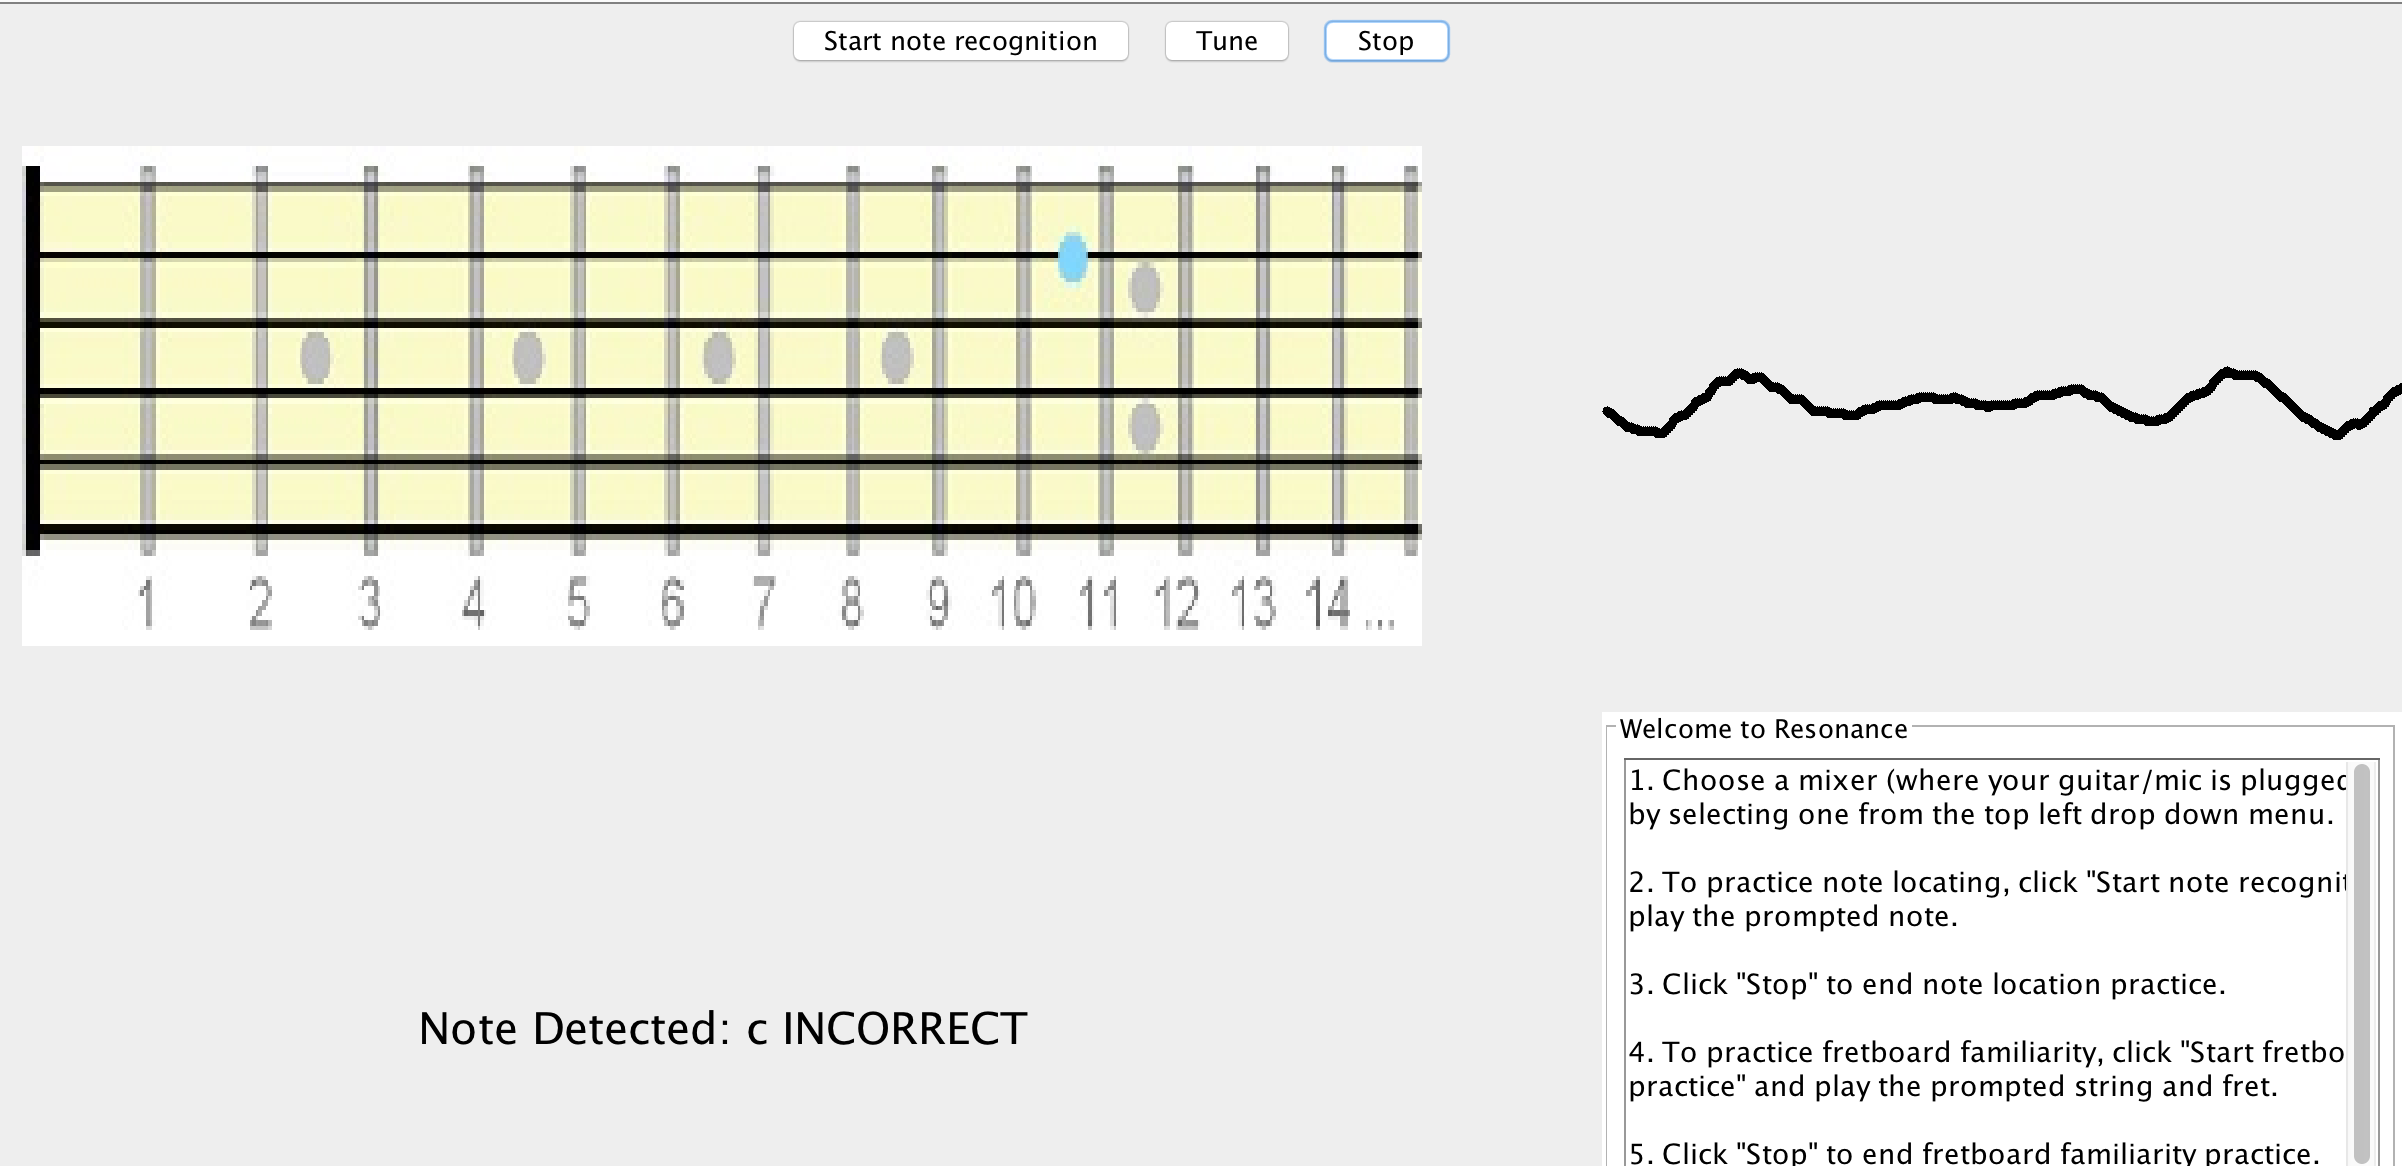 Start note recognition Tune Stop
1 2 3 4 5 6 7 8 9 10 11 12 13 14 ...
Note Detected: c INCORRECT
Welcome to Resonance
1. Choose a mixer (where your guitar/mic is plugged
by selecting one from the top left drop down menu.
2. To practice note locating, click "Start note recognit
play the prompted note.
3. Click "Stop" to end note location practice.
4. To practice fretboard familiarity, click "Start fretbo
practice" and play the prompted string and fret.
5. Click "Stop" to end fretboard familiarity practice.